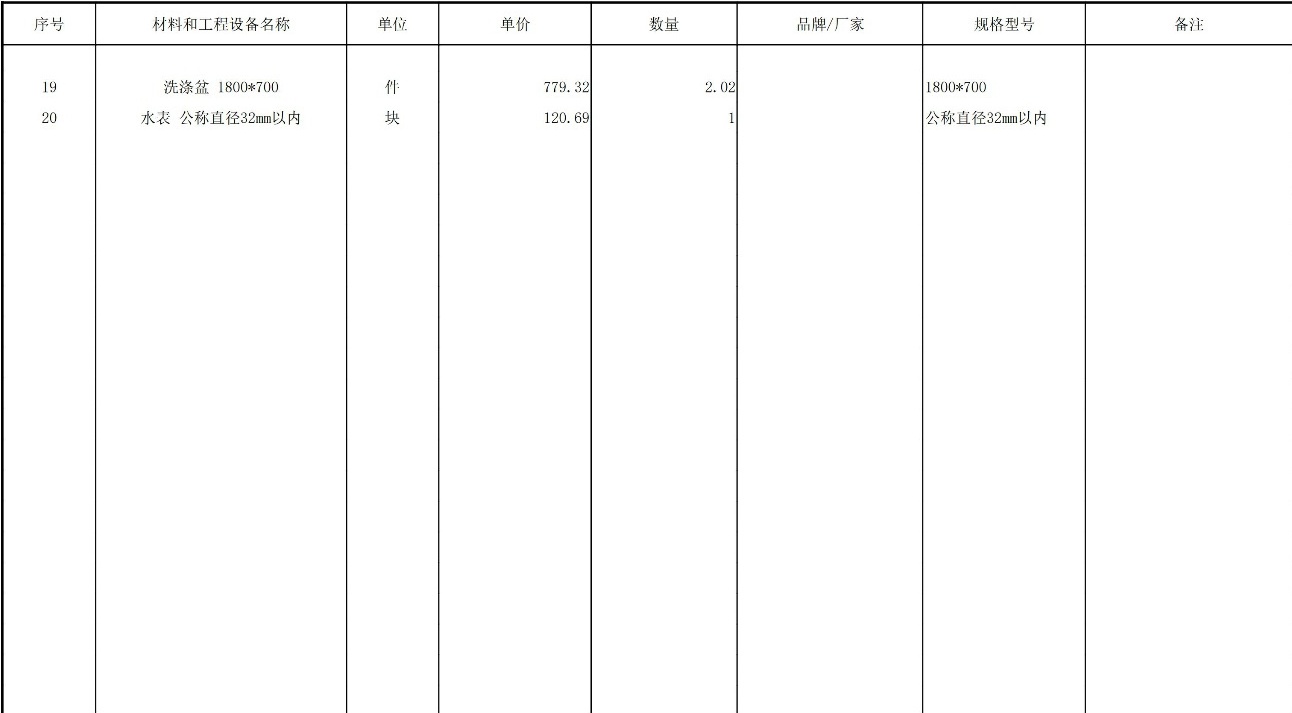 序号 材料和工程设备名称 单位 单价 数量 品牌/厂家 规格型号 备注
19 洗涤盆 1800*700 件 779.32 2.02 1800*700
20 水表 公称直径32mm以内 块 120.69 1 公称直径32mm以内